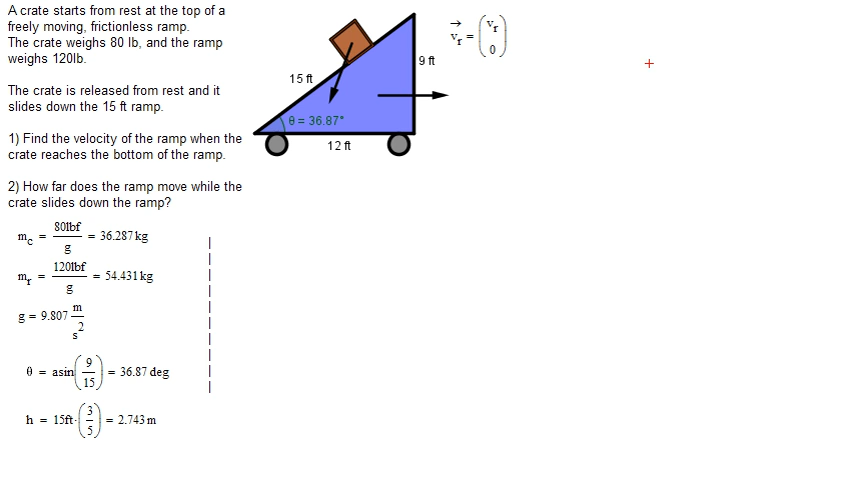 A crate starts from rest at the top of a
freely moving, frictionless ramp.
The crate weighs 80 lb, and the ramp
weighs 120lb.
The crate is released from rest and it
slides down the 15 ft ramp.
1) Find the velocity of the ramp when the
crate reaches the bottom of the ramp.
2) How far does the ramp move while the
crate slides down the ramp?
15 ft
9 ft
θ = 36.87°
12 ft
v⃗_r = (v_r
0)
+
m_c = 80lbf/g = 36.287 kg
m_r = 120lbf/g = 54.431 kg
g = 9.807 m/s²
θ = asin(9/15) = 36.87 deg
h = 15ft·(3/5) = 2.743 m